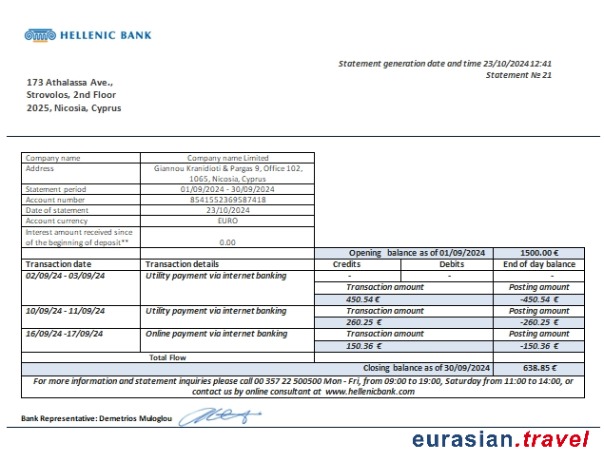 HELLENIC BANK
Statement generation date and time 23/10/2024 12:41
Statement № 21
173 Athalassa Ave.,
Strovolos, 2nd Floor
2025, Nicosia, Cyprus
Company name Company name Limited
Address Giannou Kranidioti & Pargas 9, Office 102,
1065, Nicosia, Cyprus
Statement period 01/09/2024 - 30/09/2024
Account number 8541552369587418
Date of statement 23/10/2024
Account currency EURO
Interest amount received since
of the beginning of deposit** 0.00
Opening balance as of 01/09/2024 1500.00 €
Transaction date Transaction details Credits Debits End of day balance
02/09/24 - 03/09/24 Utility payment via internet banking - - -
Transaction amount Posting amount
450.54 € -450.54 €
10/09/24 - 11/09/24 Utility payment via internet banking Transaction amount Posting amount
260.25 € -260.25 €
16/09/24 -17/09/24 Online payment via internet banking Transaction amount Posting amount
150.36 € -150.36 €
Total Flow
Closing balance as of 30/09/2024 638.85 €
For more information and statement inquiries please call 00 357 22 500500 Mon - Fri, from 09:00 to 19:00, Saturday from 11:00 to 14:00, or
contact us by online consultant at www.hellenicbank.com
Bank Representative: Demetrios Muloglou
eurasian.travel